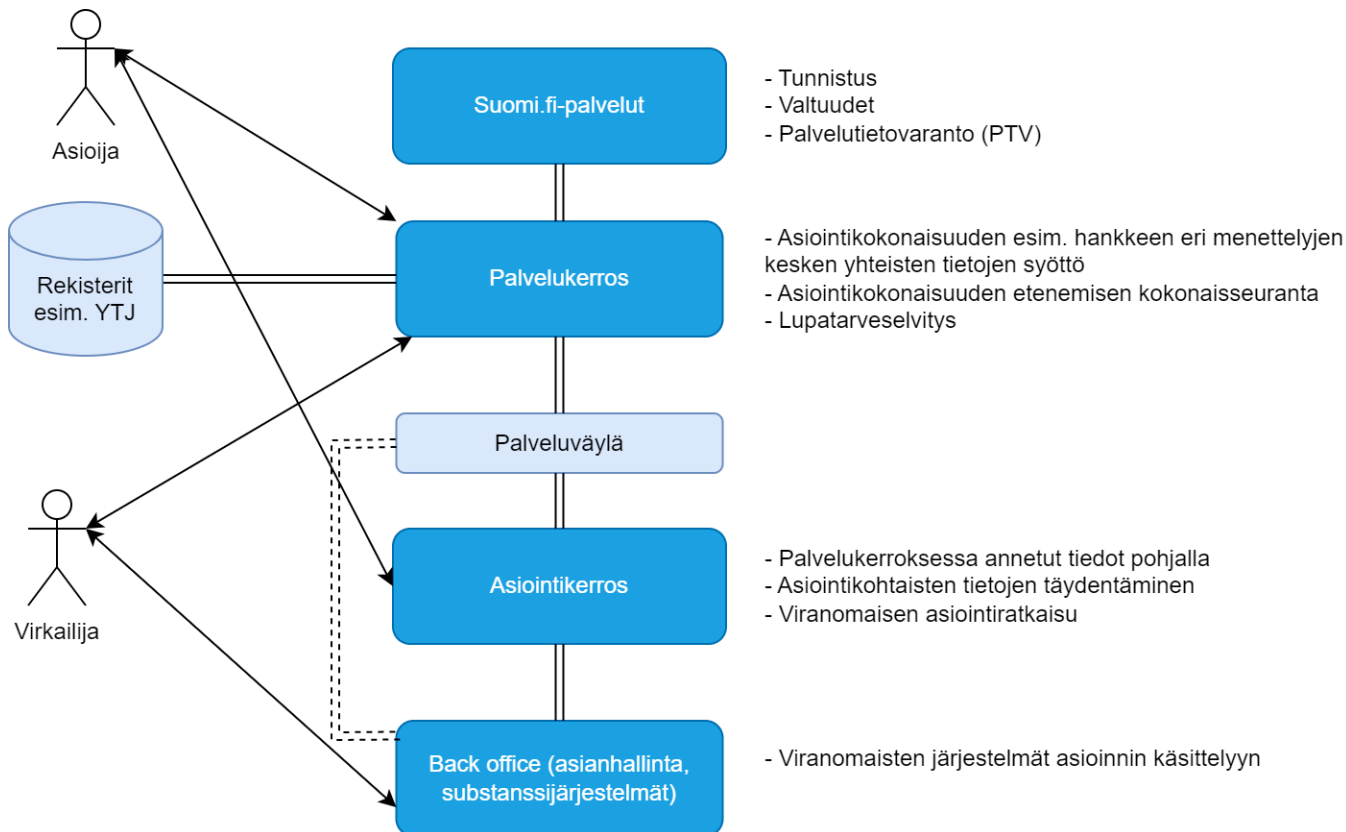 Asioija
Suomi.fi-palvelut
- Tunnistus
- Valtuudet
- Palvelutietovaranto (PTV)
Rekisterit
esim. YTJ
Palvelukerros
- Asiointikokonaisuuden esim. hankkeen eri menettelyjen
kesken yhteisten tietojen syöttö
- Asiointikokonaisuuden etenemisen kokonaisseuranta
- Lupatarveselvitys
Palveluväylä
Virkailija
Asiointikerros
- Palvelukerroksessa annetut tiedot pohjalla
- Asiointikohtaisten tietojen täydentäminen
- Viranomaisen asiointiratkaisu
Back office (asianhallinta,
substanssijärjestelmät)
- Viranomaisten järjestelmät asioinnin käsittelyyn